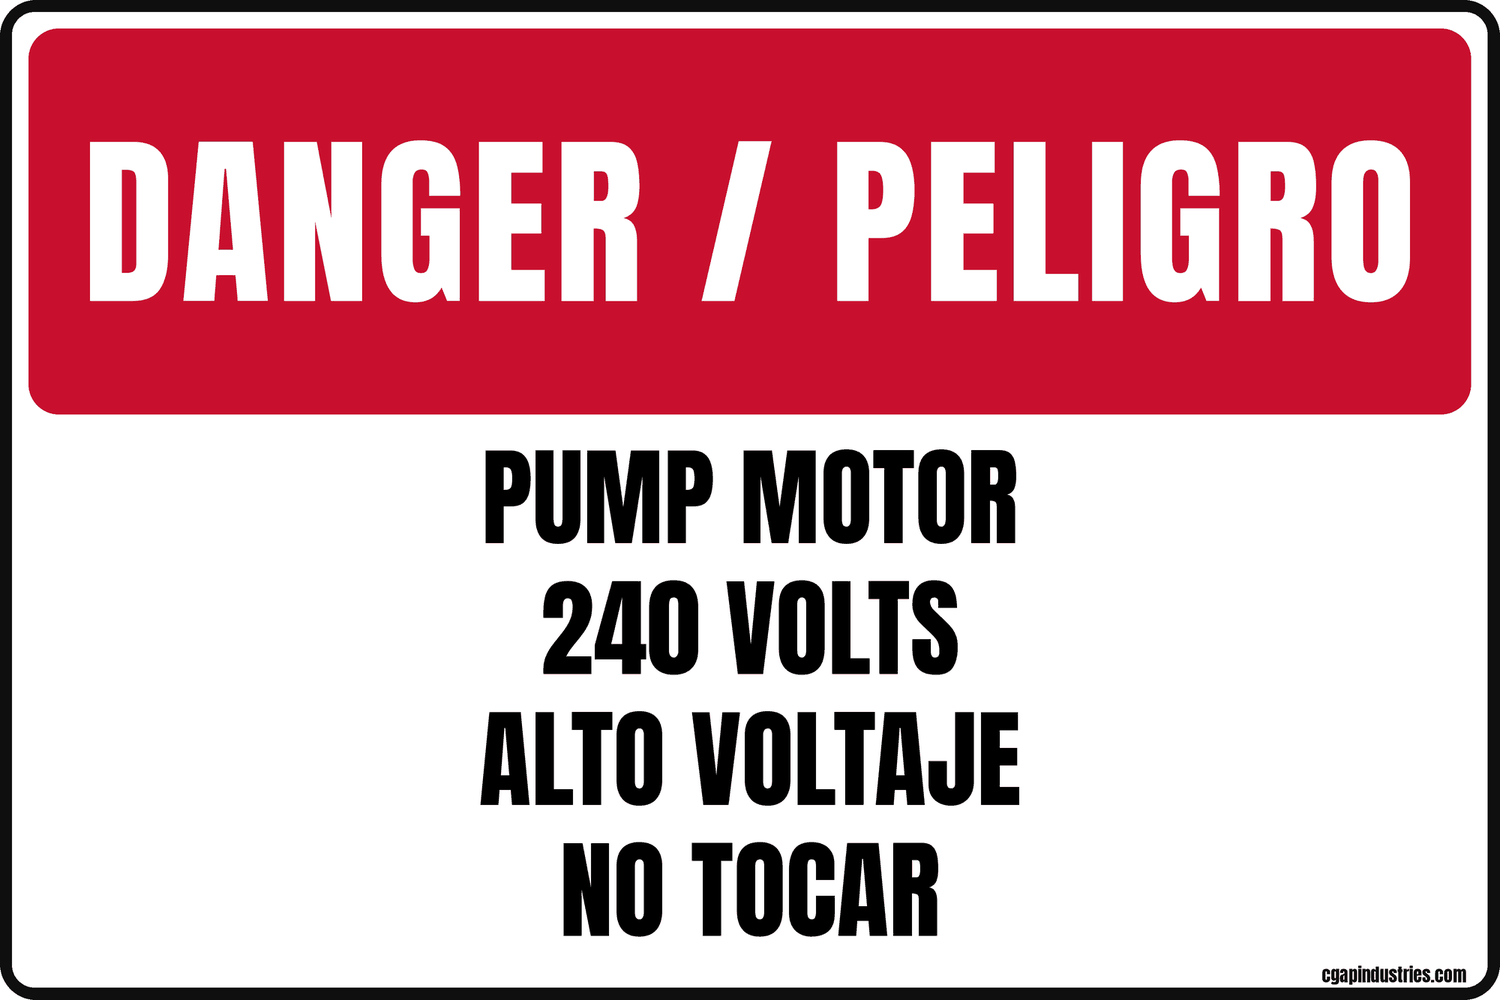 DANGER / PELIGRO
PUMP MOTOR
240 VOLTS
ALTO VOLTAJE
NO TOCAR
cgapindustries.com